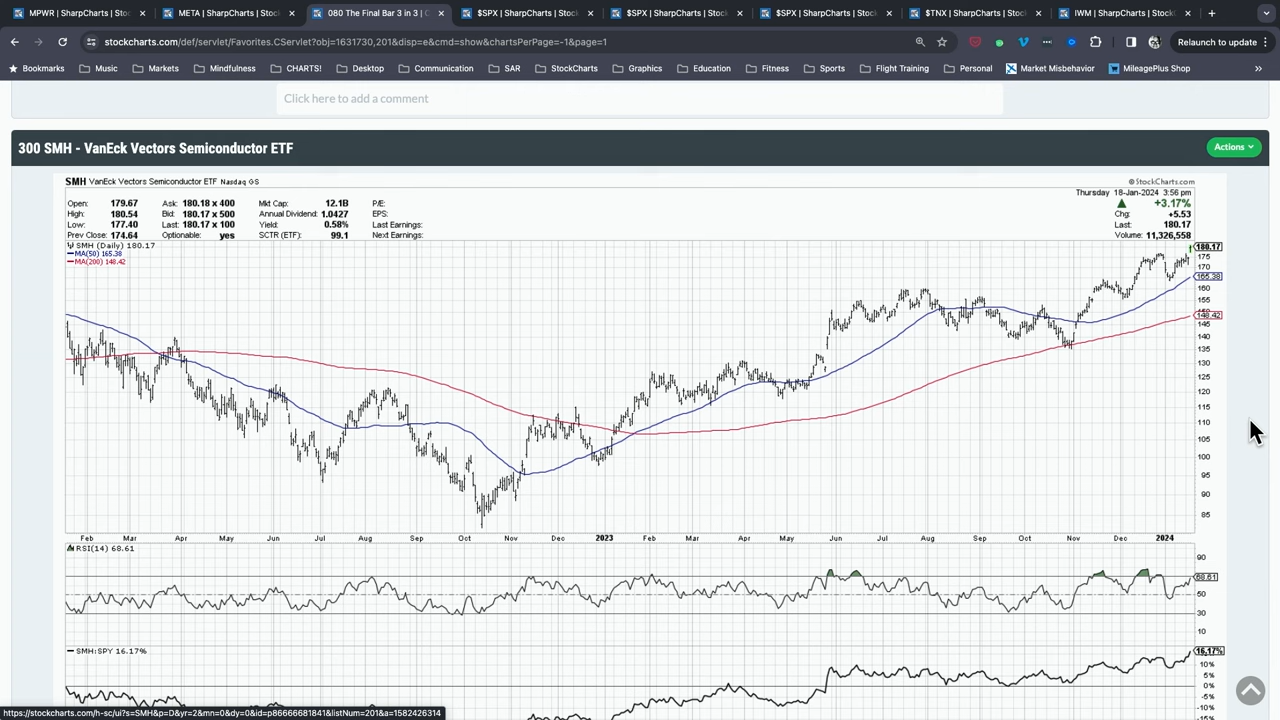 MPWR | SharpCharts | Stock
META | SharpCharts | Stock
080 The Final Bar 3 in 3 |
$SPX | SharpCharts | Stock
$SPX | SharpCharts | Stock
$SPX | SharpCharts | Stock
$TNX | SharpCharts | Stock
IWM | SharpCharts | Stock
stockcharts.com/def/servlet/Favorites.CServlet?obj=1631730,201&disp=e&cmd=show&chartsPerPage=-1&page=1
Relaunch to update
Bookmarks Music Markets Mindfulness CHARTS! Desktop Communication SAR StockCharts Graphics Education Fitness Sports Flight Training Personal Market Misbehavior MileagePlus Shop »
Click here to add a comment
300 SMH - VanEck Vectors Semiconductor ETF
Actions
SMH VanEck Vectors Semiconductor ETF Nasdaq GS
© StockCharts.com
Thursday 18-Jan-2024 3:56 pm
Open: 179.67 Ask: 180.18 x 400 Mkt Cap: 12.1B P/E: +3.17%
High: 180.54 Bid: 180.17 x 500 Annual Dividend: 1.0427 EPS: Chg: +5.53
Low: 177.40 Last: 180.17 x 100 Yield: 0.58% Last Earnings: Last: 180.17
Prev Close: 174.64 Optionable: yes SCTR (ETF): 99.1 Next Earnings: Volume: 11,326,558
SMH (Daily) 180.17
MA(50) 165.38
MA(200) 148.42
180.17
175
170
165.38
160
155
150
148.42
145
140
135
130
125
120
115
110
105
100
95
90
85
Feb Mar Apr May Jun Jul Aug Sep Oct Nov Dec 2023 Feb Mar Apr May Jun Jul Aug Sep Oct Nov Dec 2024
RSI(14) 68.61
90
68.61
50
30
10
SMH:SPY 16.17%
16.17%
10%
5%
0%
-5%
-10%
-15%
https://stockcharts.com/h-sc/ui?s=SMH&p=D&yr=2&mn=0&dy=0&id=p86666681841&listNum=201&a=1582426314